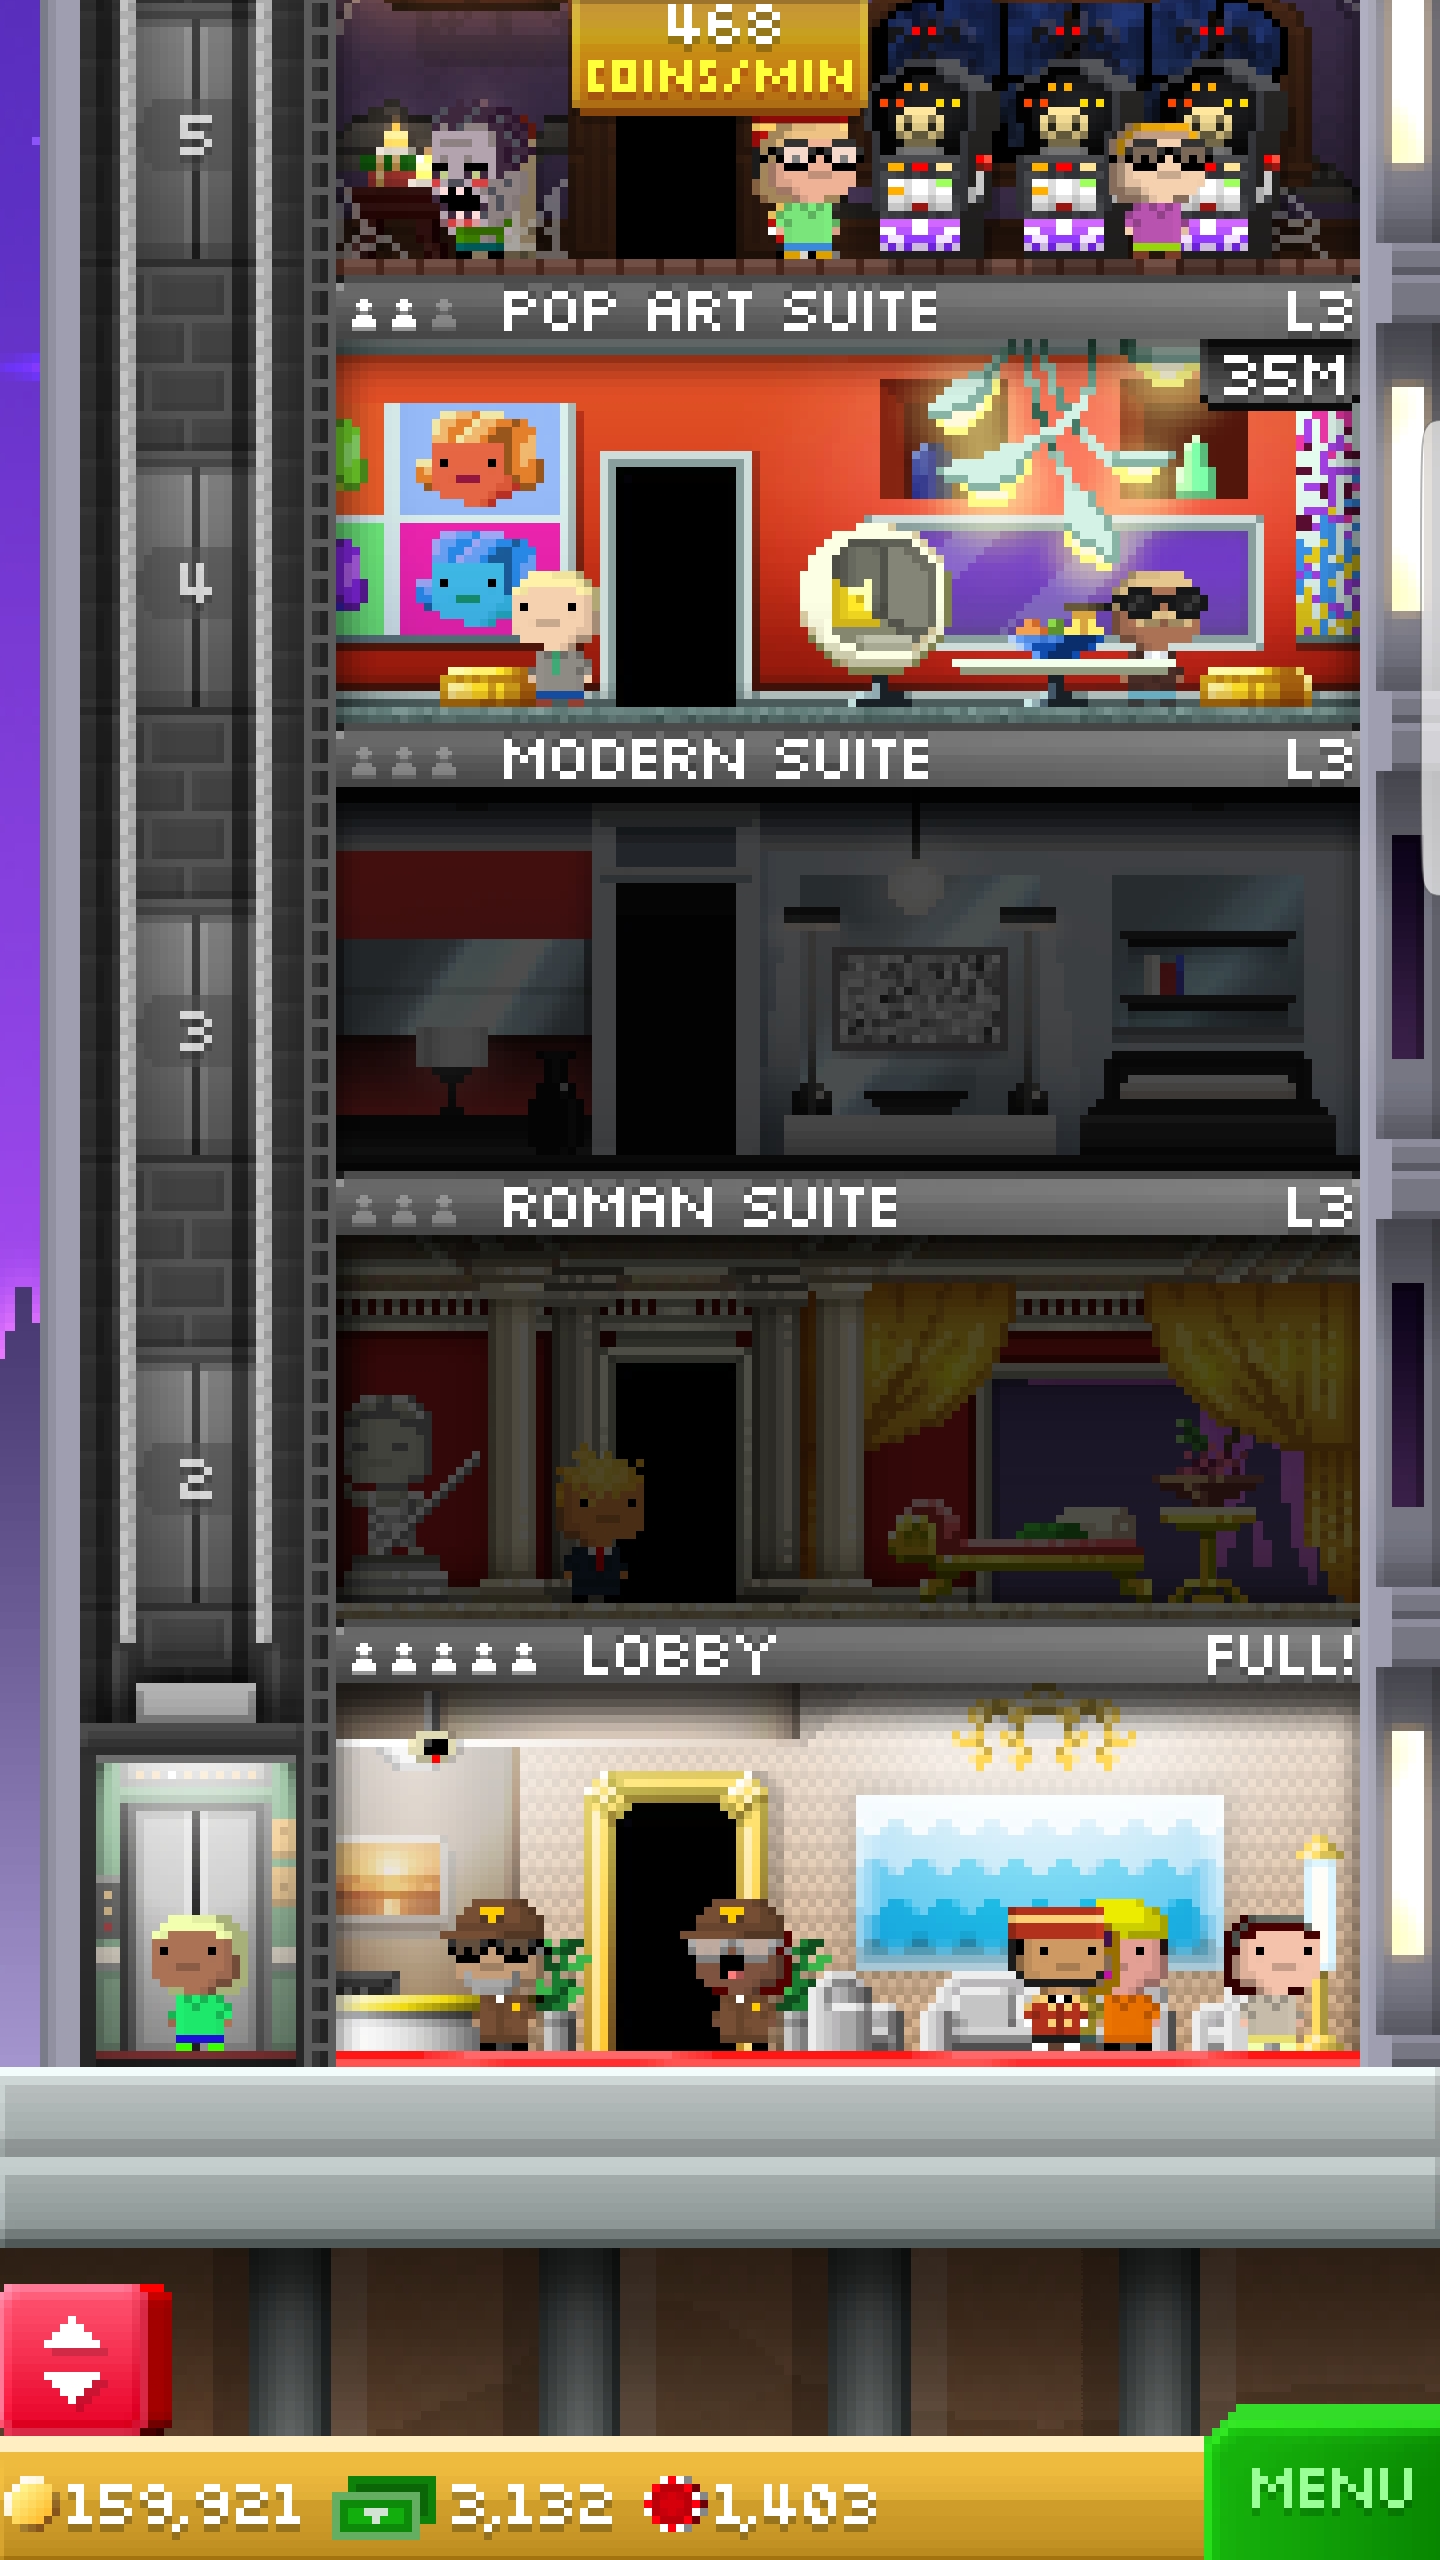 468
COINS/MIN
5
POP ART SUITE L3
35M
4
MODERN SUITE L3
3
ROMAN SUITE L3
2
LOBBY FULL!
MENU
159,921 3,132 1,403